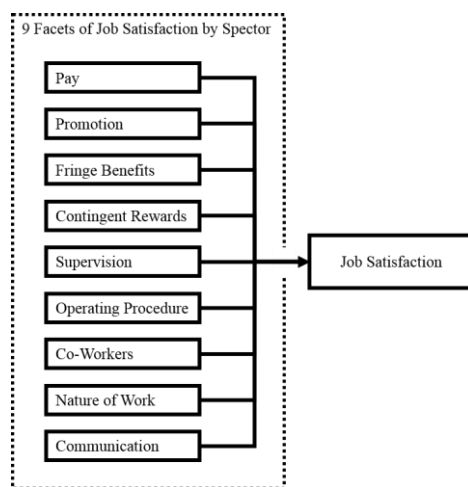 9 Facets of Job Satisfaction by Spector
Pay
Promotion
Fringe Benefits
Contingent Rewards
Supervision
Job Satisfaction
Operating Procedure
Co-Workers
Nature of Work
Communication